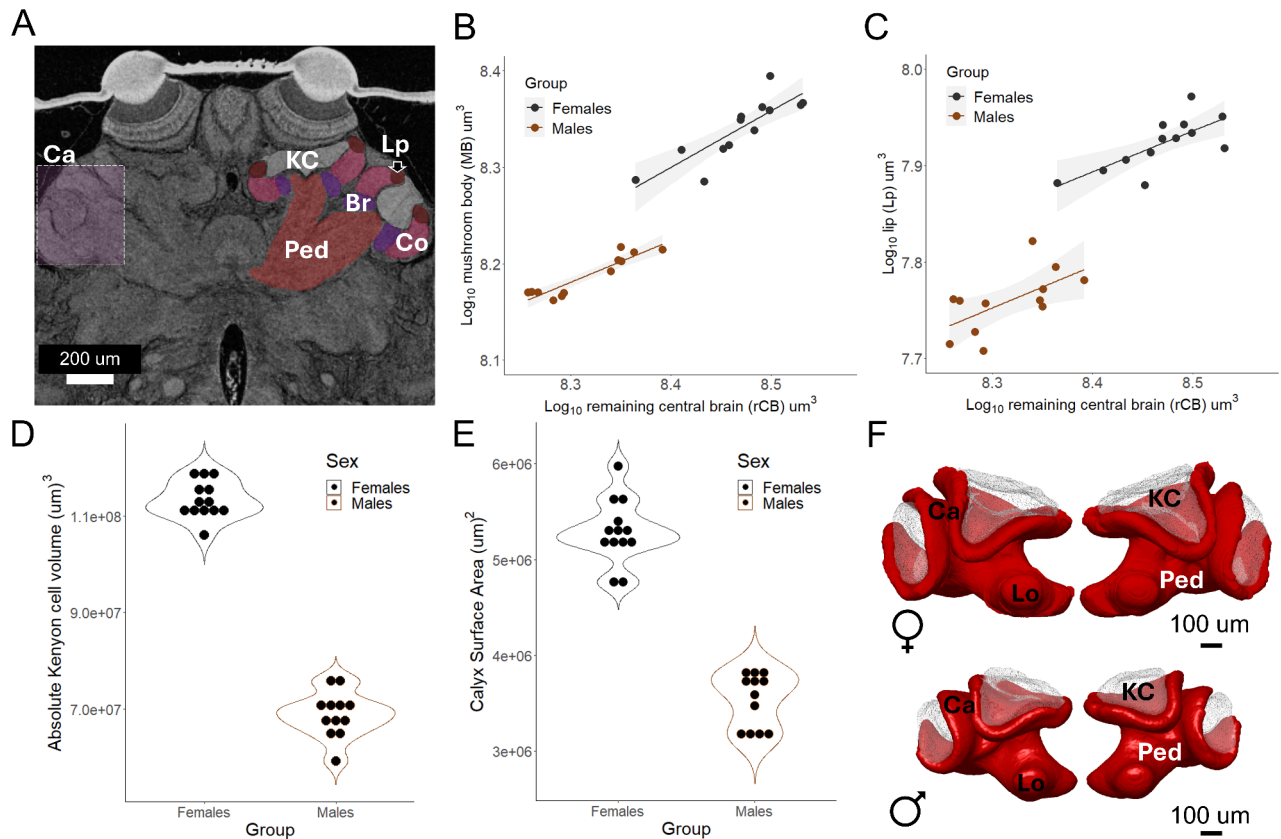 A
Ca
KC
Lp
Br
Ped
Co
200 um
B
Log10 mushroom body (MB) um3
8.4
8.3
8.2
8.1
Group
Females
Males
8.3
8.4
8.5
Log10 remaining central brain (rCB) um3
C
Log10 lip (Lp) um3
8.0
7.9
7.8
7.7
Group
Females
Males
8.3
8.4
8.5
Log10 remaining central brain (rCB) um3
D
Absolute Kenyon cell volume (um)3
1.1e+08
9.0e+07
7.0e+07
Sex
Females
Males
Females
Males
Group
E
Calyx Surface Area (um)2
6e+06
5e+06
4e+06
3e+06
Sex
Females
Males
Females
Males
Group
F
Ca
KC
Lo
Ped
♀
100 um
Ca
KC
Ped
Lo
♂
100 um